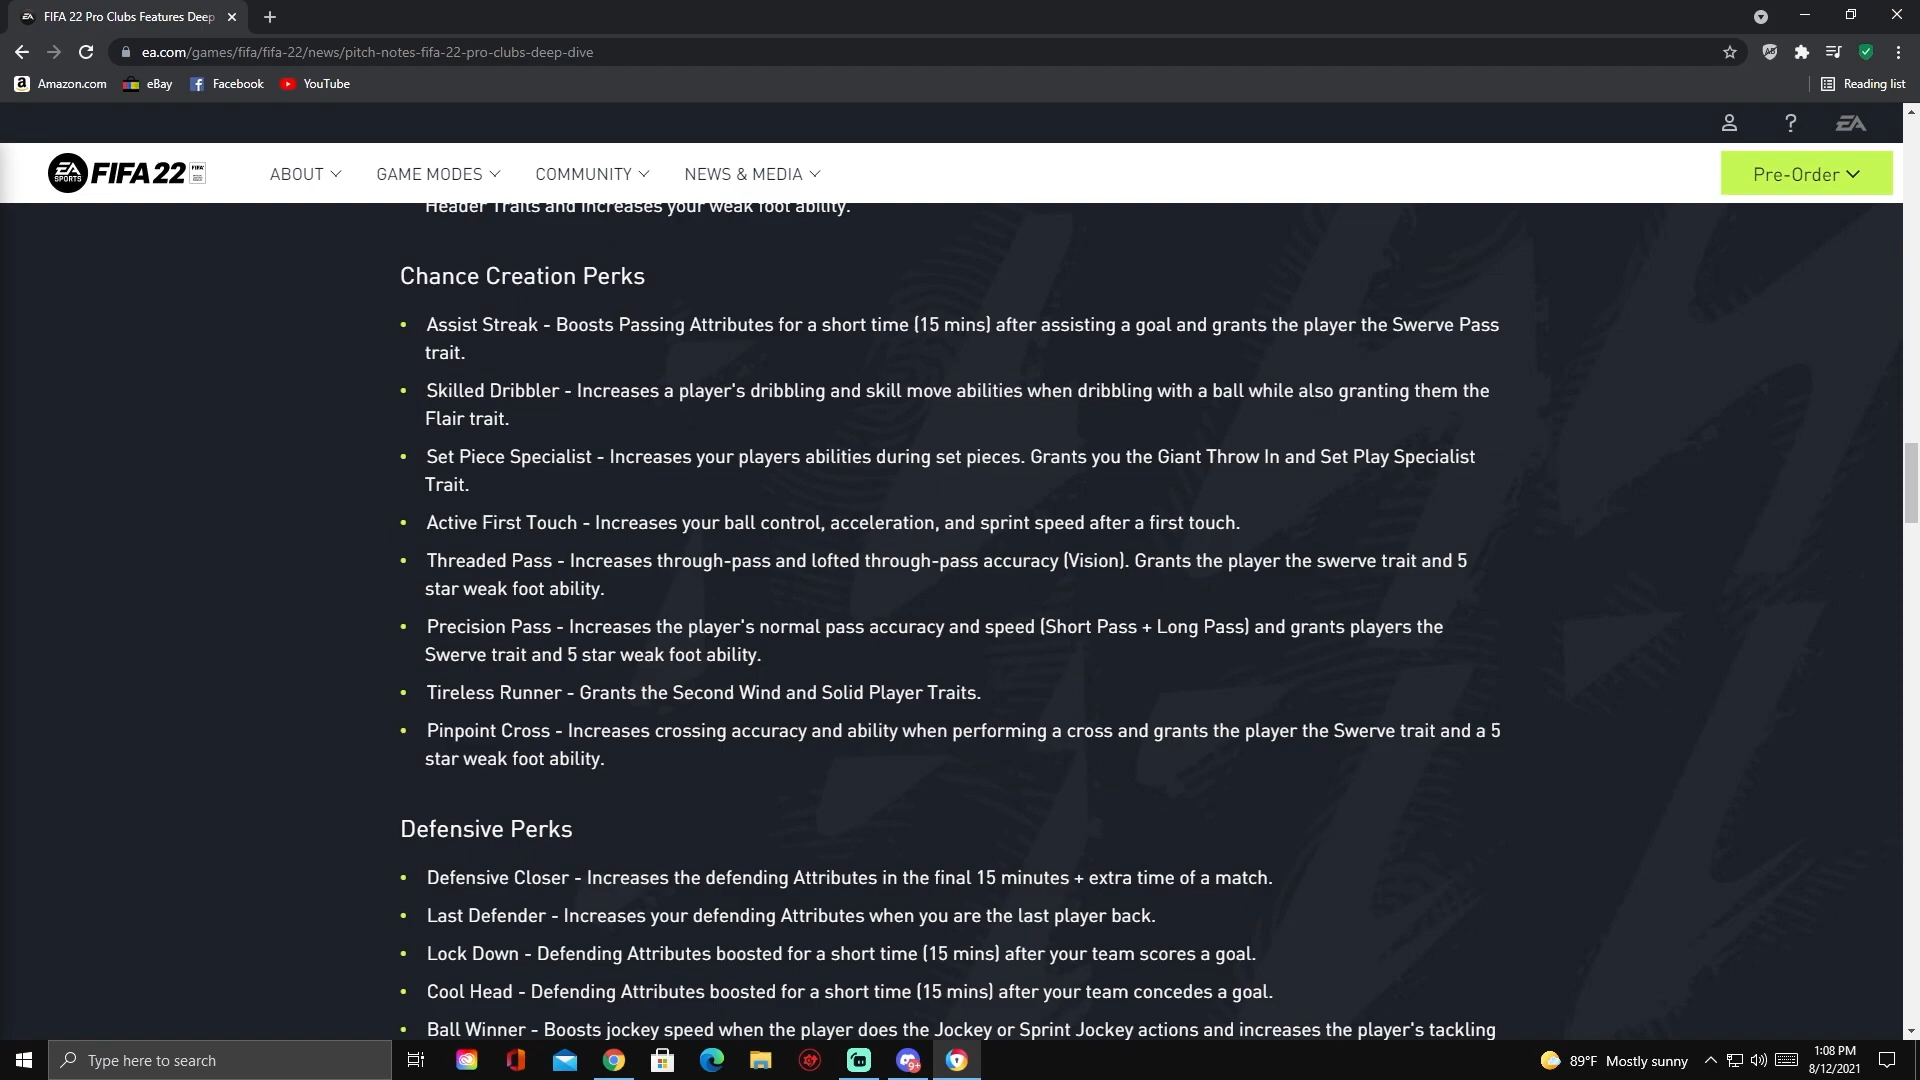 FIFA 22 Pro Clubs Features Deep
ea.com/games/fifa/fifa-22/news/pitch-notes-fifa-22-pro-clubs-deep-dive
Amazon.com eBay Facebook YouTube Reading list
EA
EA SPORTS FIFA 22 ABOUT GAME MODES COMMUNITY NEWS & MEDIA Pre-Order
Header Traits and increases your weak foot ability.
Chance Creation Perks
• Assist Streak - Boosts Passing Attributes for a short time (15 mins) after assisting a goal and grants the player the Swerve Pass
trait.
• Skilled Dribbler - Increases a player's dribbling and skill move abilities when dribbling with a ball while also granting them the
Flair trait.
• Set Piece Specialist - Increases your players abilities during set pieces. Grants you the Giant Throw In and Set Play Specialist
Trait.
• Active First Touch - Increases your ball control, acceleration, and sprint speed after a first touch.
• Threaded Pass - Increases through-pass and lofted through-pass accuracy (Vision). Grants the player the swerve trait and 5
star weak foot ability.
• Precision Pass - Increases the player's normal pass accuracy and speed (Short Pass + Long Pass) and grants players the
Swerve trait and 5 star weak foot ability.
• Tireless Runner - Grants the Second Wind and Solid Player Traits.
• Pinpoint Cross - Increases crossing accuracy and ability when performing a cross and grants the player the Swerve trait and a 5
star weak foot ability.
Defensive Perks
• Defensive Closer - Increases the defending Attributes in the final 15 minutes + extra time of a match.
• Last Defender - Increases your defending Attributes when you are the last player back.
• Lock Down - Defending Attributes boosted for a short time (15 mins) after your team scores a goal.
• Cool Head - Defending Attributes boosted for a short time (15 mins) after your team concedes a goal.
• Ball Winner - Boosts jockey speed when the player does the Jockey or Sprint Jockey actions and increases the player's tackling
Type here to search 9+ 89°F Mostly sunny 1:08 PM
8/12/2021